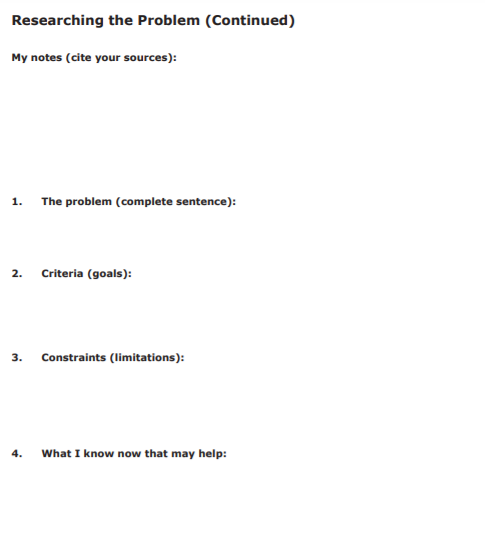 Researching the Problem (Continued)
My notes (cite your sources):
1. The problem (complete sentence):
2. Criteria (goals):
3. Constraints (limitations):
4. What I know now that may help: